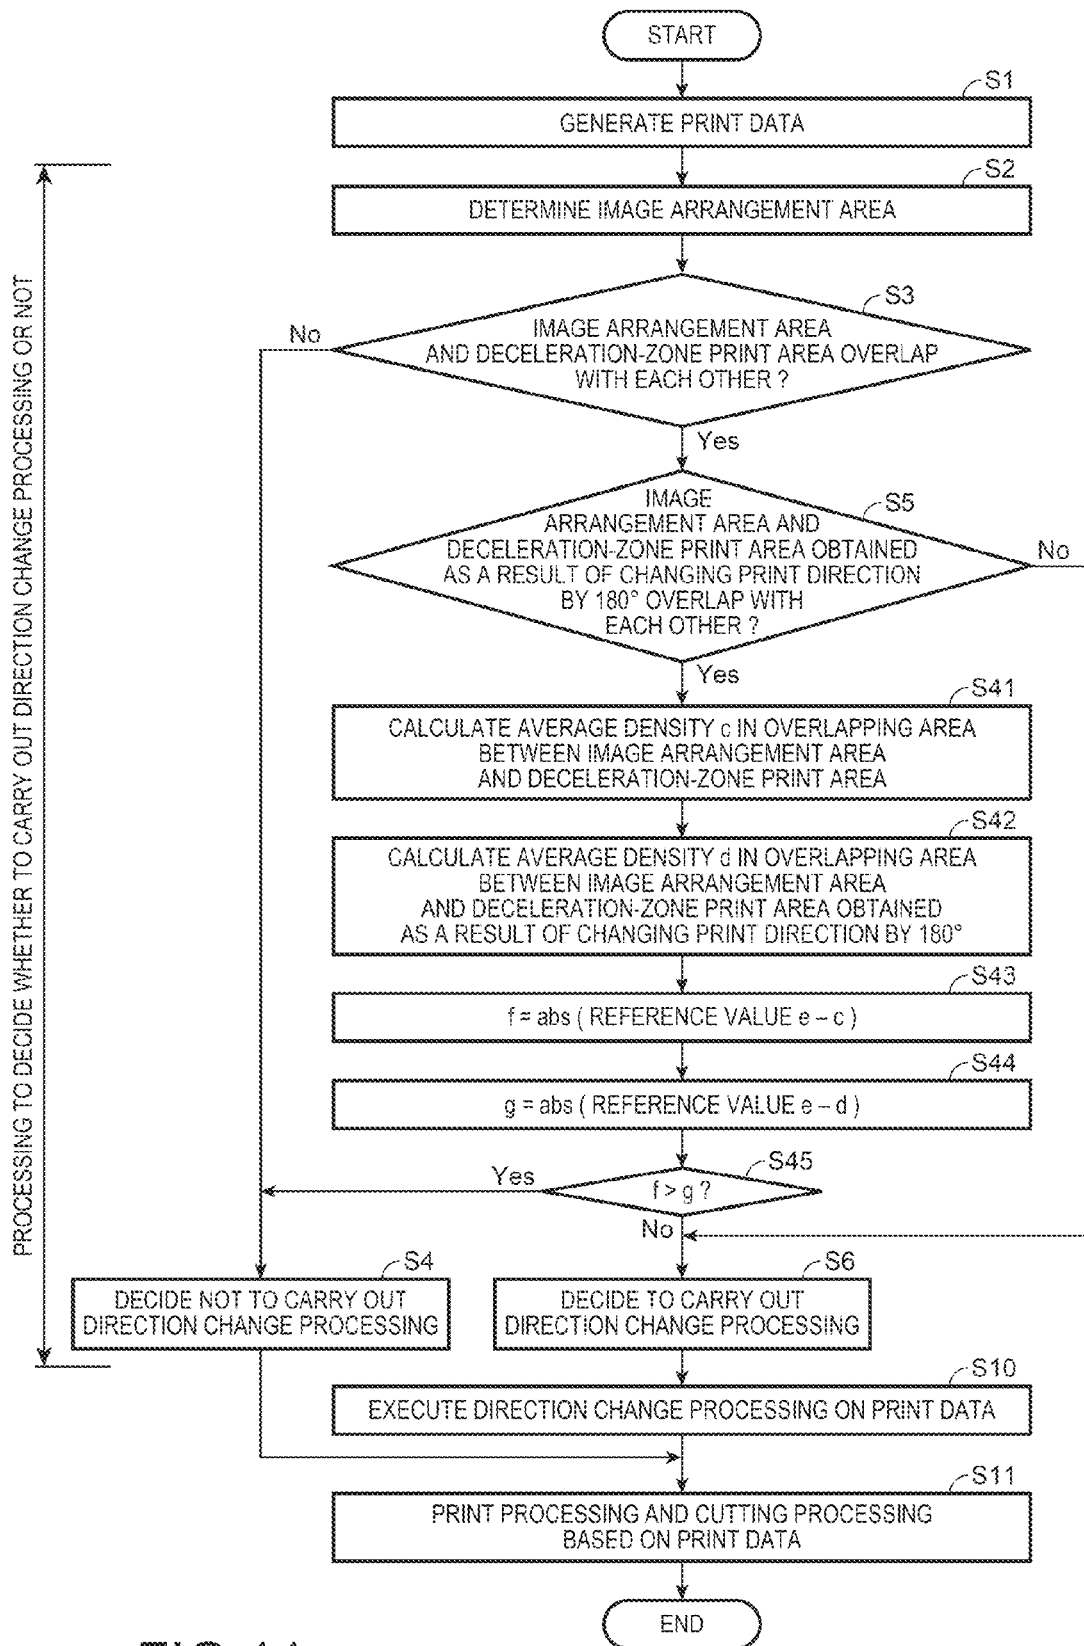 START
S1
GENERATE PRINT DATA
S2
DETERMINE IMAGE ARRANGEMENT AREA
S3
IMAGE ARRANGEMENT AREA
AND DECELERATION-ZONE PRINT AREA OVERLAP
WITH EACH OTHER ?
No
Yes
S5
IMAGE
ARRANGEMENT AREA AND
DECELERATION-ZONE PRINT AREA OBTAINED
AS A RESULT OF CHANGING PRINT DIRECTION
BY 180° OVERLAP WITH
EACH OTHER ?
No
Yes
S41
CALCULATE AVERAGE DENSITY c IN OVERLAPPING AREA
BETWEEN IMAGE ARRANGEMENT AREA
AND DECELERATION-ZONE PRINT AREA
S42
CALCULATE AVERAGE DENSITY d IN OVERLAPPING AREA
BETWEEN IMAGE ARRANGEMENT AREA
AND DECELERATION-ZONE PRINT AREA OBTAINED
AS A RESULT OF CHANGING PRINT DIRECTION BY 180°
S43
f = abs ( REFERENCE VALUE e – c )
S44
g = abs ( REFERENCE VALUE e – d )
S45
f > g ?
Yes
No
S4
DECIDE NOT TO CARRY OUT
DIRECTION CHANGE PROCESSING
S6
DECIDE TO CARRY OUT
DIRECTION CHANGE PROCESSING
S10
EXECUTE DIRECTION CHANGE PROCESSING ON PRINT DATA
S11
PRINT PROCESSING AND CUTTING PROCESSING
BASED ON PRINT DATA
END
PROCESSING TO DECIDE WHETHER TO CARRY OUT DIRECTION CHANGE PROCESSING OR NOT